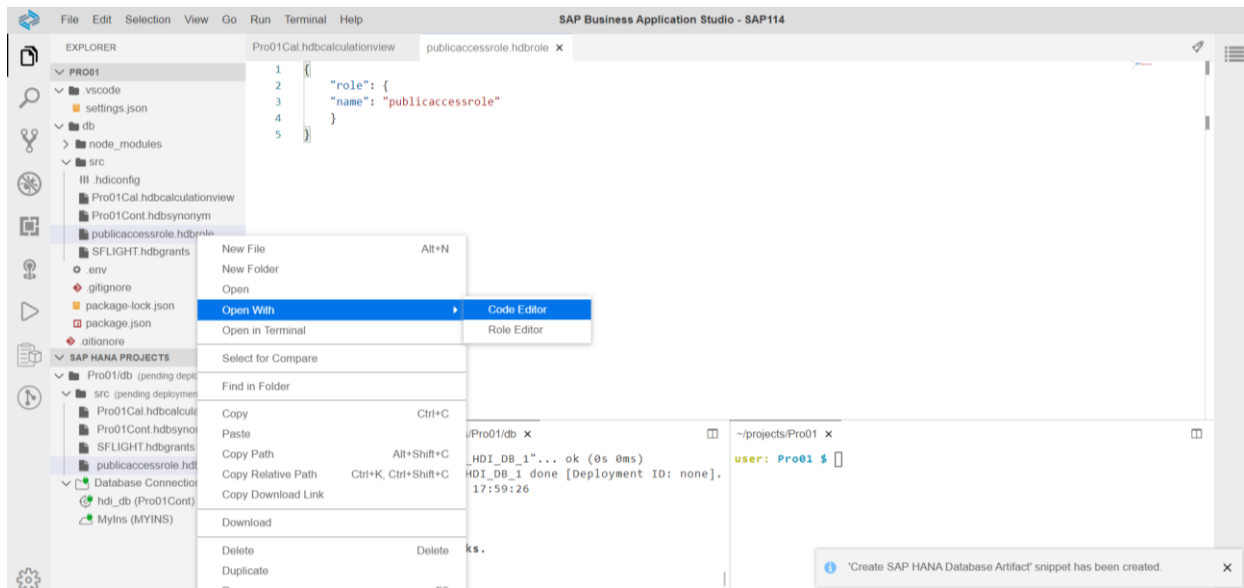 File Edit Selection View Go Run Terminal Help
SAP Business Application Studio - SAP114
EXPLORER
PRO01
.vscode
settings.json
db
node_modules
src
.hdiconfig
Pro01Cal.hdbcalculationview
Pro01Cont.hdbsynonym
publicaccessrole.hdbrole
SFLIGHT.hdbgrants
.env
.gitignore
package-lock.json
package.json
.gitignore
SAP HANA PROJECTS
Pro01/db (pending deplo
src (pending deploymen
Pro01Cal.hdbcalcula
Pro01Cont.hdbsynon
SFLIGHT.hdbgrants
publicaccessrole.hdb
Database Connection
hdi_db (Pro01Cont)
MyIns (MYINS)
Pro01Cal.hdbcalculationview
publicaccessrole.hdbrole ×
1 {
2 "role": {
3 "name": "publicaccessrole"
4 }
5 }
New File Alt+N
New Folder
Open
Open With
Open in Terminal
Select for Compare
Find in Folder
Copy Ctrl+C
Paste
Copy Path Alt+Shift+C
Copy Relative Path Ctrl+K, Ctrl+Shift+C
Copy Download Link
Download
Delete Delete
Duplicate
Code Editor
Role Editor
/Pro01/db ×
_HDI_DB_1"... ok (0s 0ms)
HDI_DB_1 done [Deployment ID: none].
17:59:26
ks.
~/projects/Pro01 ×
user: Pro01 $
'Create SAP HANA Database Artifact' snippet has been created. ×